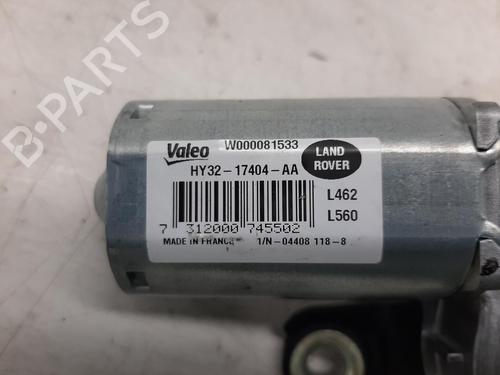 Valeo W000081533
LAND
ROVER
HY32-17404-AA
L462
L560
7 312000 745502
MADE IN FRANCE 1/N-04408 118-8
B-PARTS